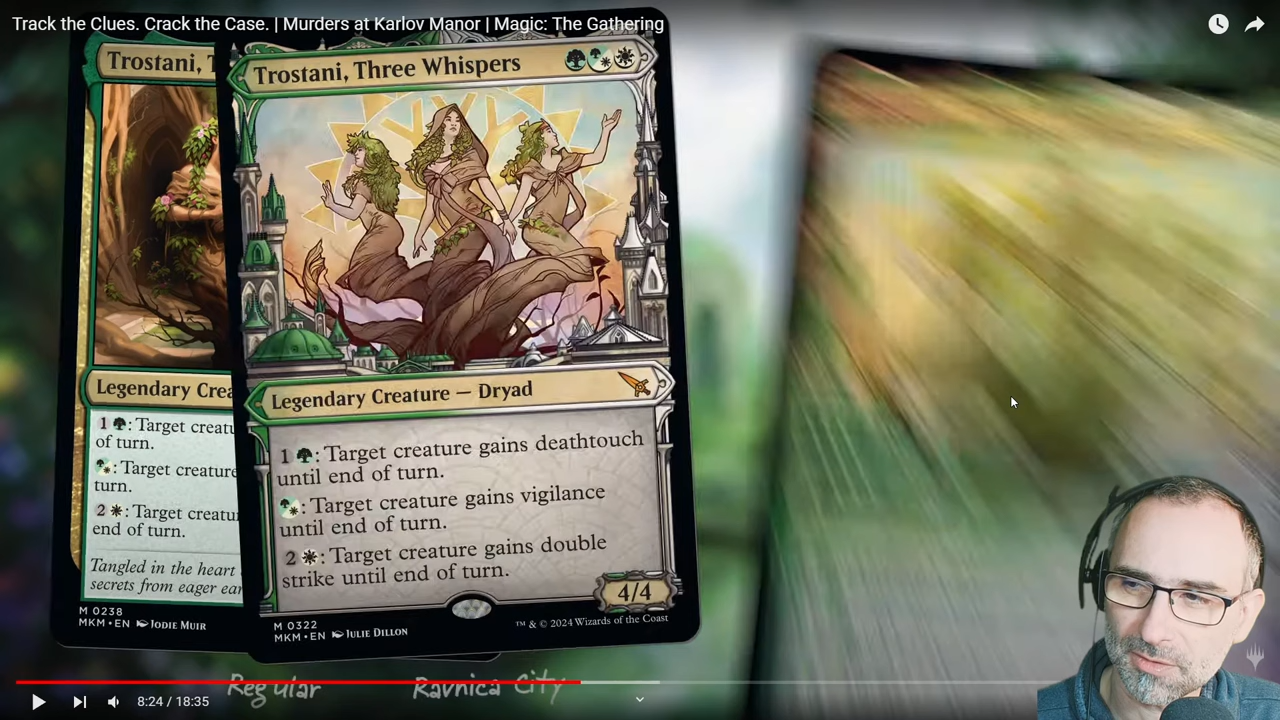 Track the Clues. Crack the Case. | Murders at Karlov Manor | Magic: The Gathering
Trostani, T
Legendary Crea
1 : Target creatu
of turn.
: Target creature
turn.
2 : Target creatu
end of turn.
Tangled in the heart
secrets from eager ear
M 0238
MKM • EN JODIE MUIR
Trostani, Three Whispers
Legendary Creature — Dryad
1 : Target creature gains deathtouch
until end of turn.
: Target creature gains vigilance
until end of turn.
2 : Target creature gains double
strike until end of turn.
4/4
M 0322
MKM • EN JULIE DILLON
™ & © 2024 Wizards of the Coast
Regular
Ravnica City
8:24 / 18:35